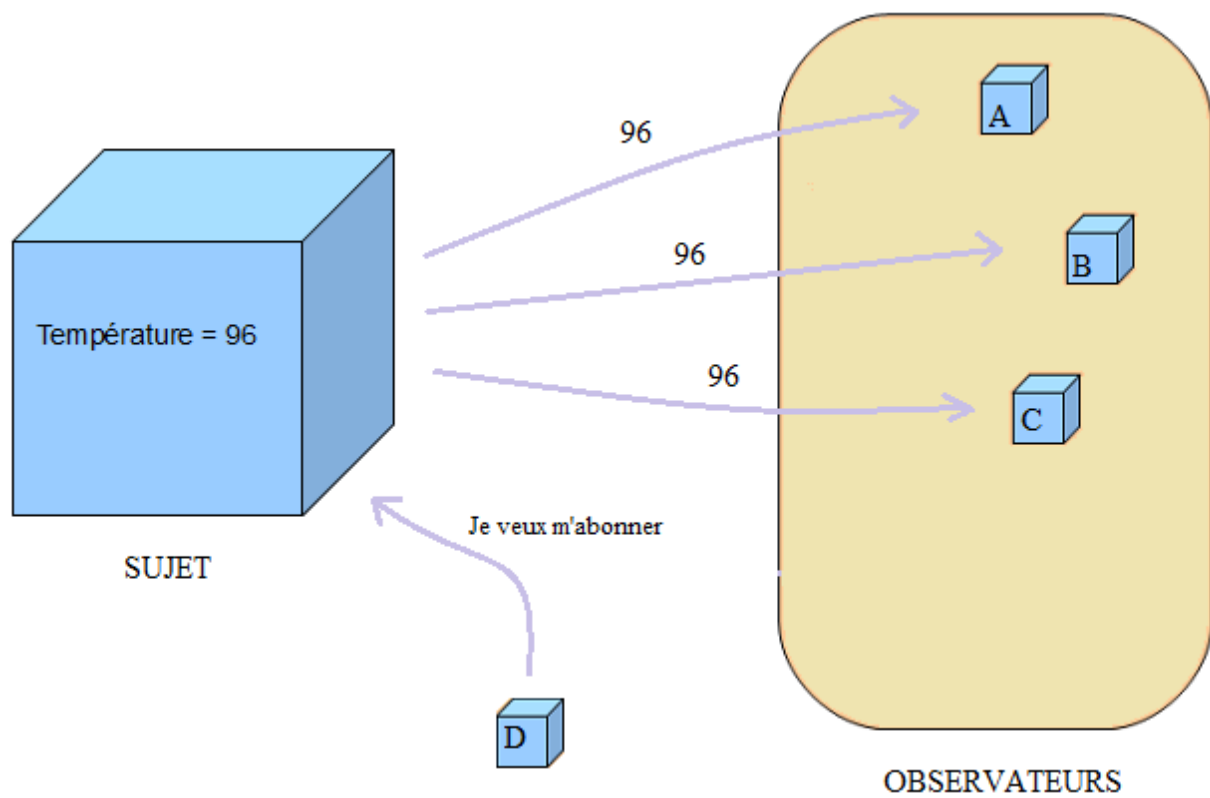 A
96
B
96
Température = 96
96
C
Je veux m'abonner
SUJET
D
OBSERVATEURS